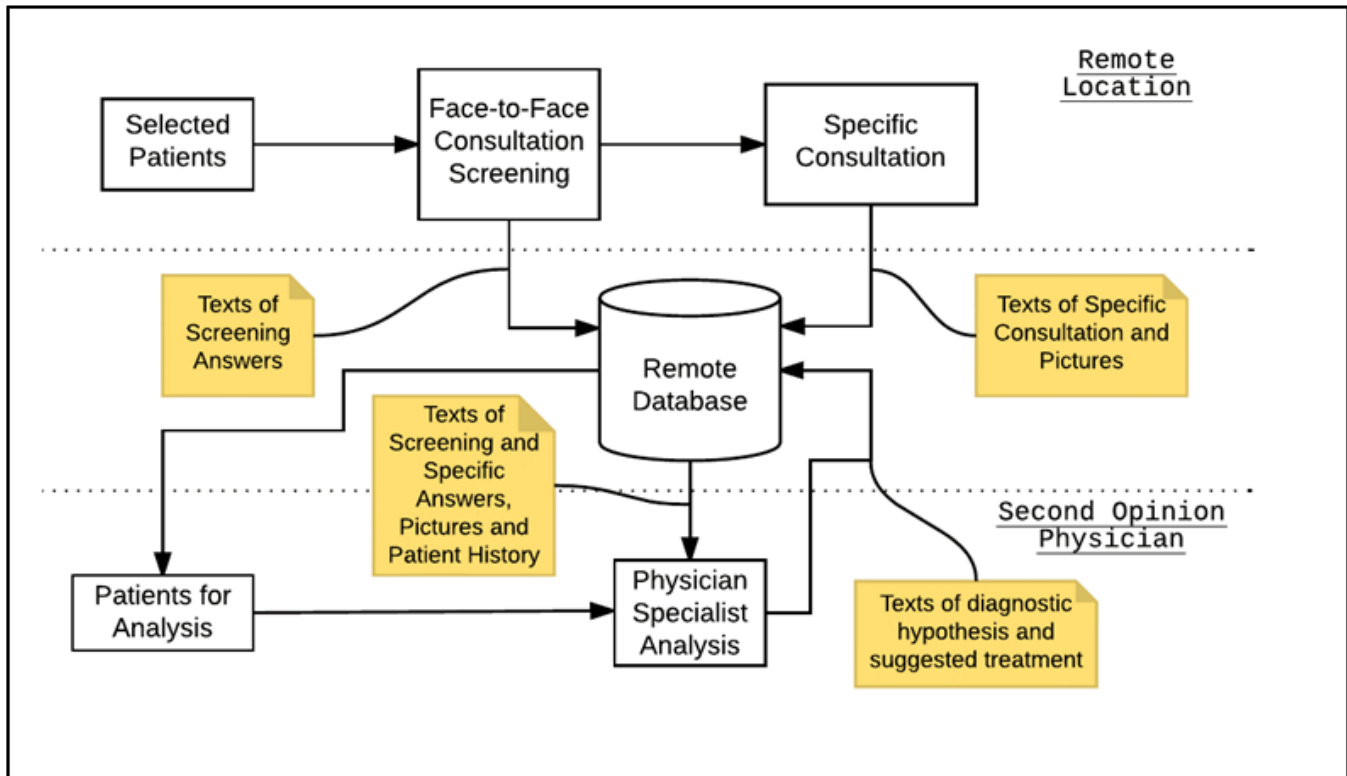 Remote
Location
Selected
Patients
Face-to-Face
Consultation
Screening
Specific
Consultation
Texts of
Screening
Answers
Remote
Database
Texts of Specific
Consultation and
Pictures
Texts of
Screening and
Specific
Answers,
Pictures and
Patient History
Second Opinion
Physician
Patients for
Analysis
Physician
Specialist
Analysis
Texts of diagnostic
hypothesis and
suggested treatment